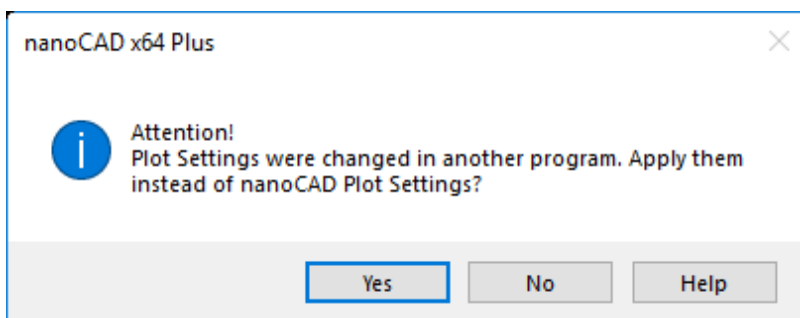 nanoCAD x64 Plus
Attention!
Plot Settings were changed in another program. Apply them
instead of nanoCAD Plot Settings?
Yes No Help